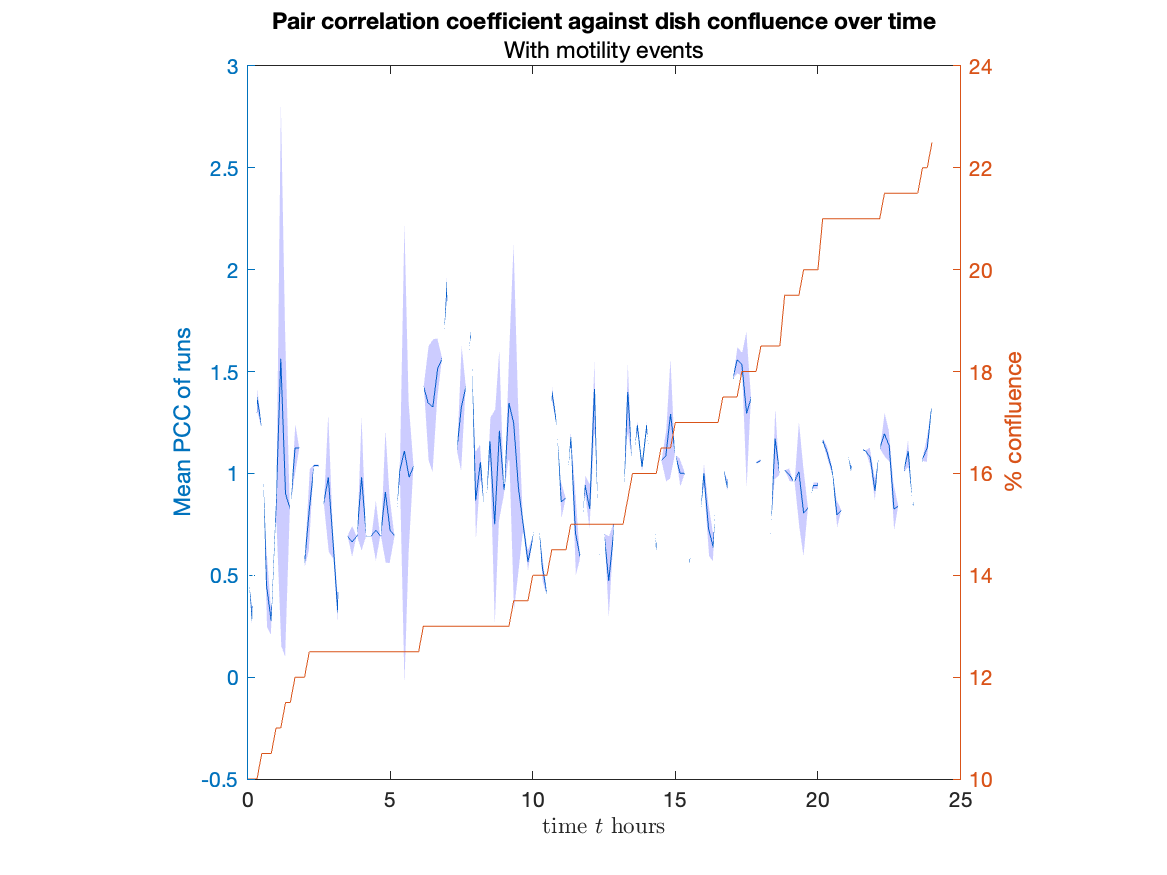 Pair correlation coefficient against dish confluence over time
With motility events
3
2.5
2
1.5
1
0.5
0
-0.5
Mean PCC of runs
24
22
20
18
16
14
12
10
% confluence
0 5 10 15 20 25
time t hours